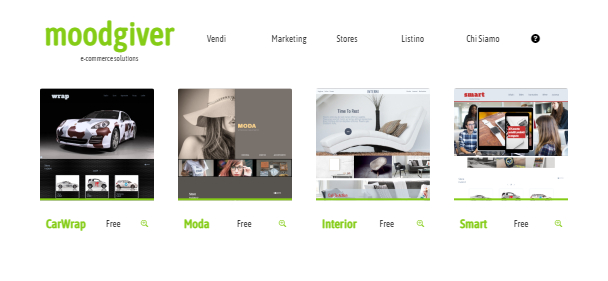 moodgiver
e-commerce solutions
Vendi Marketing Stores Listino Chi Siamo ?
wrap
MODA
INTERIORS
Time To Rest
smart
CarWrap Free
Moda Free
Interior Free
Smart Free